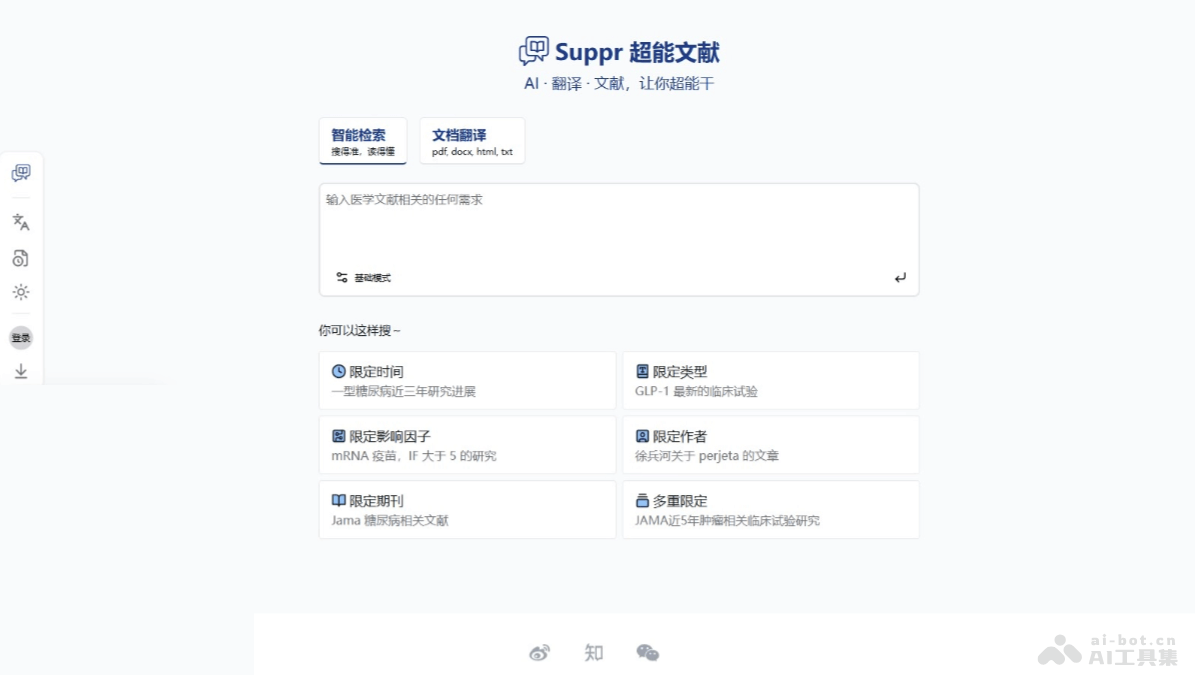 Suppr 超能文献
AI · 翻译 · 文献，让你超能干
智能检索
搜得准，读得懂
文档翻译
pdf, docx, html, txt
输入医学文献相关的任何需求
基础模式
登录
你可以这样搜～
限定时间
一型糖尿病近三年研究进展
限定类型
GLP-1 最新的临床试验
限定影响因子
mRNA 疫苗，IF 大于 5 的研究
限定作者
徐兵河关于 perjeta 的文章
限定期刊
Jama 糖尿病相关文献
多重限定
JAMA近5年肿瘤相关临床试验研究
知
ai-bot.cn
AI工具集